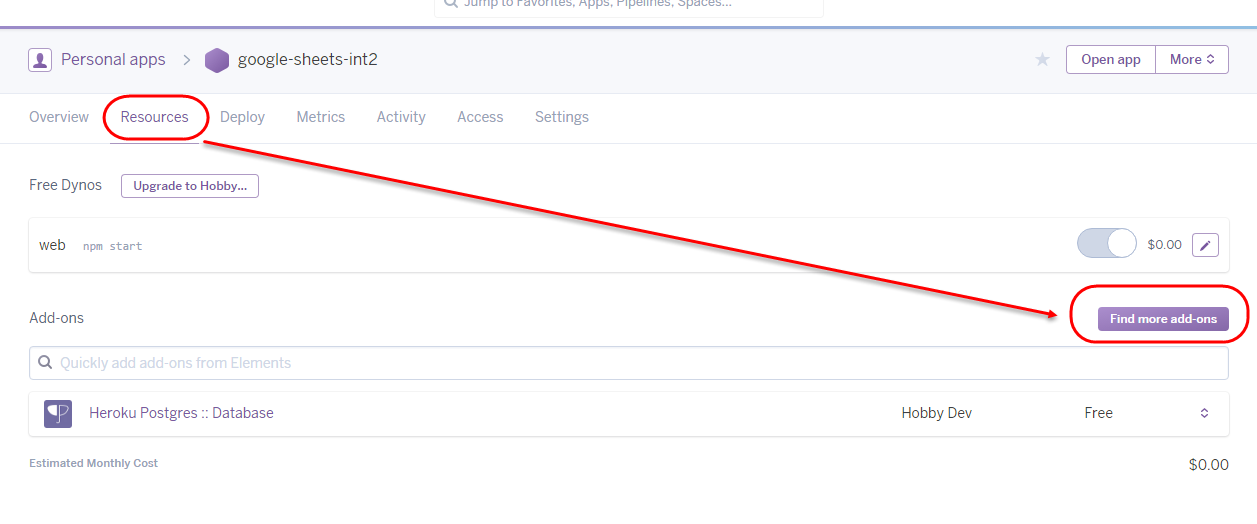 Jump to Favorites, Apps, Pipelines, Spaces...
Personal apps > google-sheets-int2 Open app More
Overview Resources Deploy Metrics Activity Access Settings
Free Dynos Upgrade to Hobby...
web npm start $0.00
Add-ons Find more add-ons
Quickly add add-ons from Elements
Heroku Postgres :: Database Hobby Dev Free
Estimated Monthly Cost $0.00